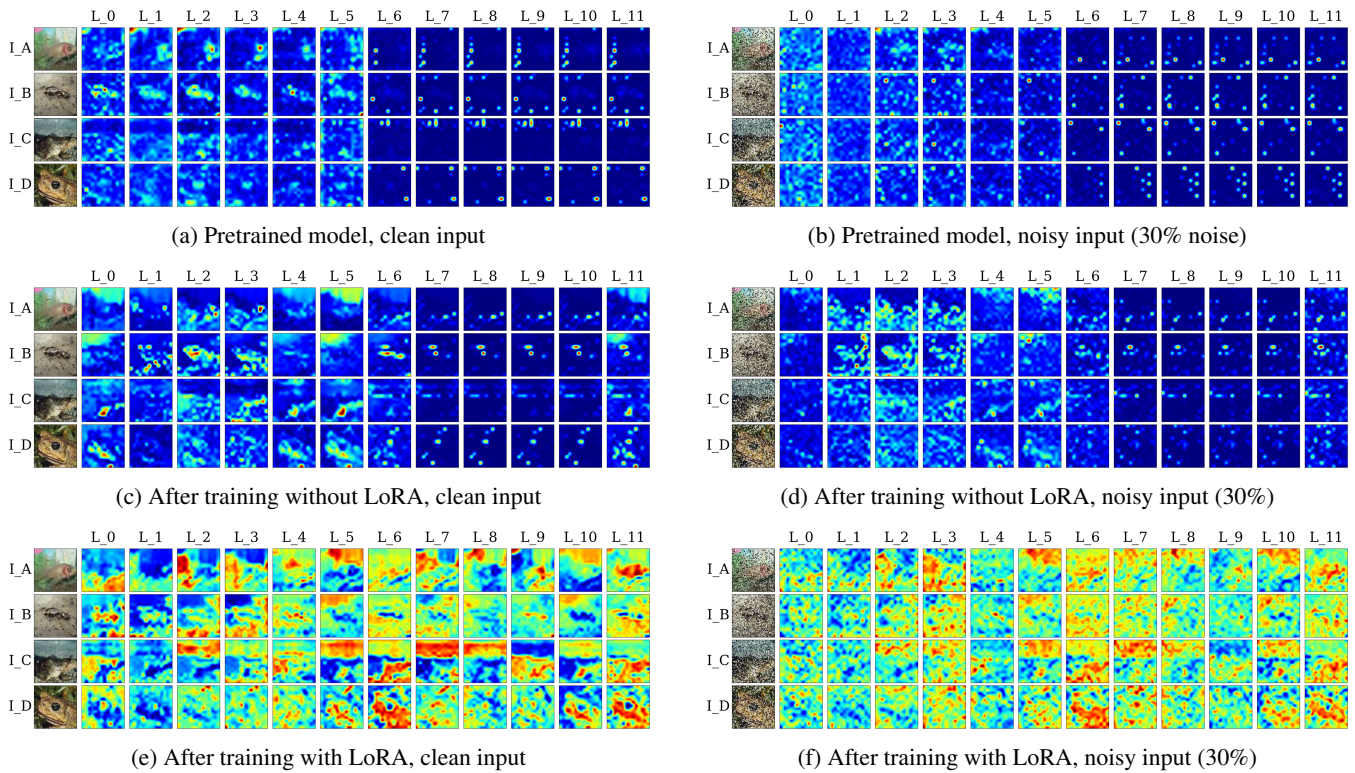 L_0 L_1 L_2 L_3 L_4 L_5 L_6 L_7 L_8 L_9 L_10 L_11
I_A
I_B
I_C
I_D
(a) Pretrained model, clean input
L_0 L_1 L_2 L_3 L_4 L_5 L_6 L_7 L_8 L_9 L_10 L_11
I_A
I_B
I_C
I_D
(b) Pretrained model, noisy input (30% noise)
L_0 L_1 L_2 L_3 L_4 L_5 L_6 L_7 L_8 L_9 L_10 L_11
I_A
I_B
I_C
I_D
(c) After training without LoRA, clean input
L_0 L_1 L_2 L_3 L_4 L_5 L_6 L_7 L_8 L_9 L_10 L_11
I_A
I_B
I_C
I_D
(d) After training without LoRA, noisy input (30%)
L_0 L_1 L_2 L_3 L_4 L_5 L_6 L_7 L_8 L_9 L_10 L_11
I_A
I_B
I_C
I_D
(e) After training with LoRA, clean input
L_0 L_1 L_2 L_3 L_4 L_5 L_6 L_7 L_8 L_9 L_10 L_11
I_A
I_B
I_C
I_D
(f) After training with LoRA, noisy input (30%)